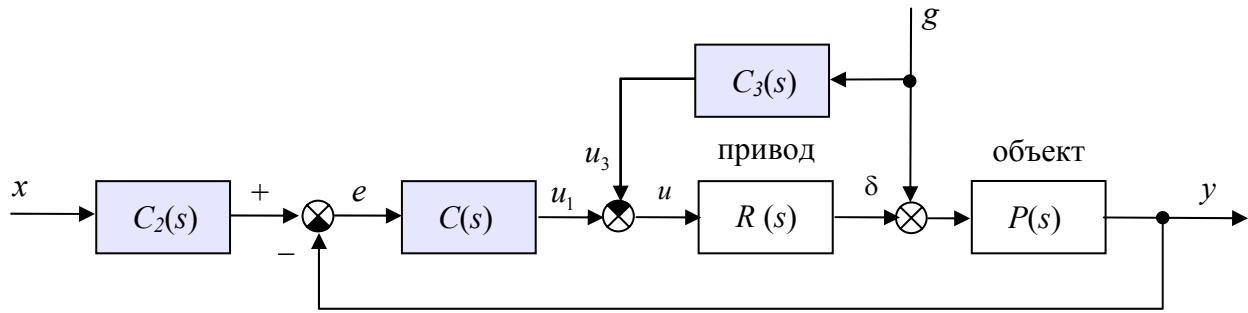 g
C₃(s)
u₃
привод
объект
x
C₂(s)
+
e
C(s)
u₁
u
R (s)
δ
P(s)
y
−